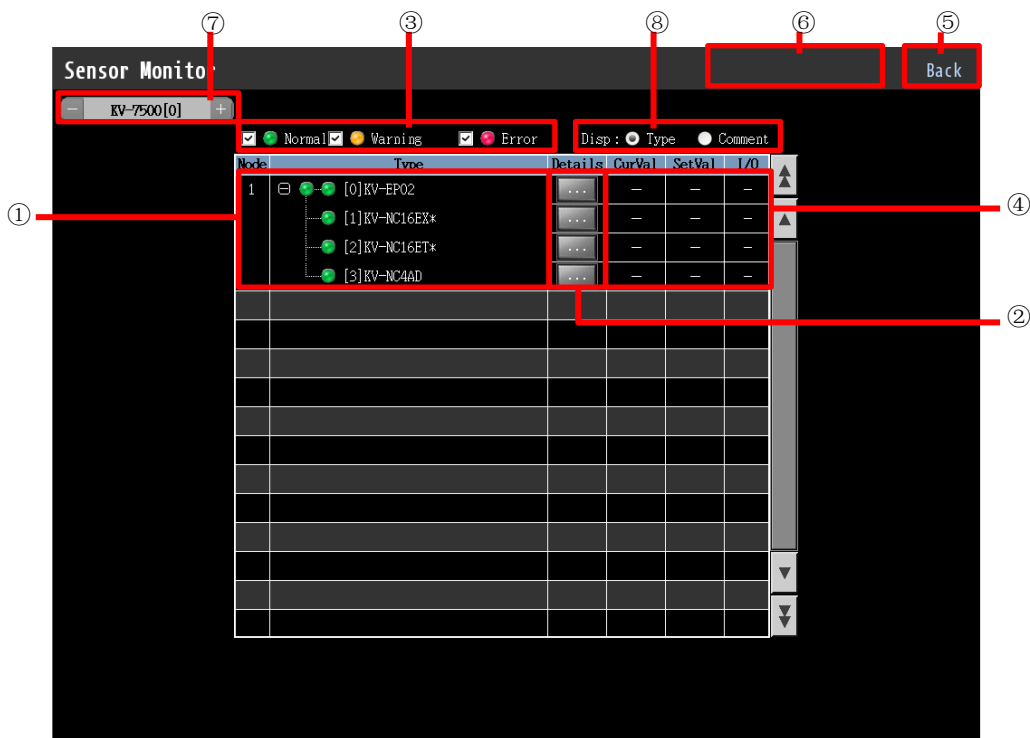 ⑦ ③ ⑧ ⑥ ⑤
Sensor Monitor Back
− KV-7500[0] +
Normal Warning Error Disp: Type Comment
Node Type Details CurVal SetVal I/O
1 [0]KV-EP02 ... − − −
[1]KV-NC16EX* ... − − −
[2]KV-NC16ET* ... − − −
[3]KV-NC4AD ... − − −
①
④
②